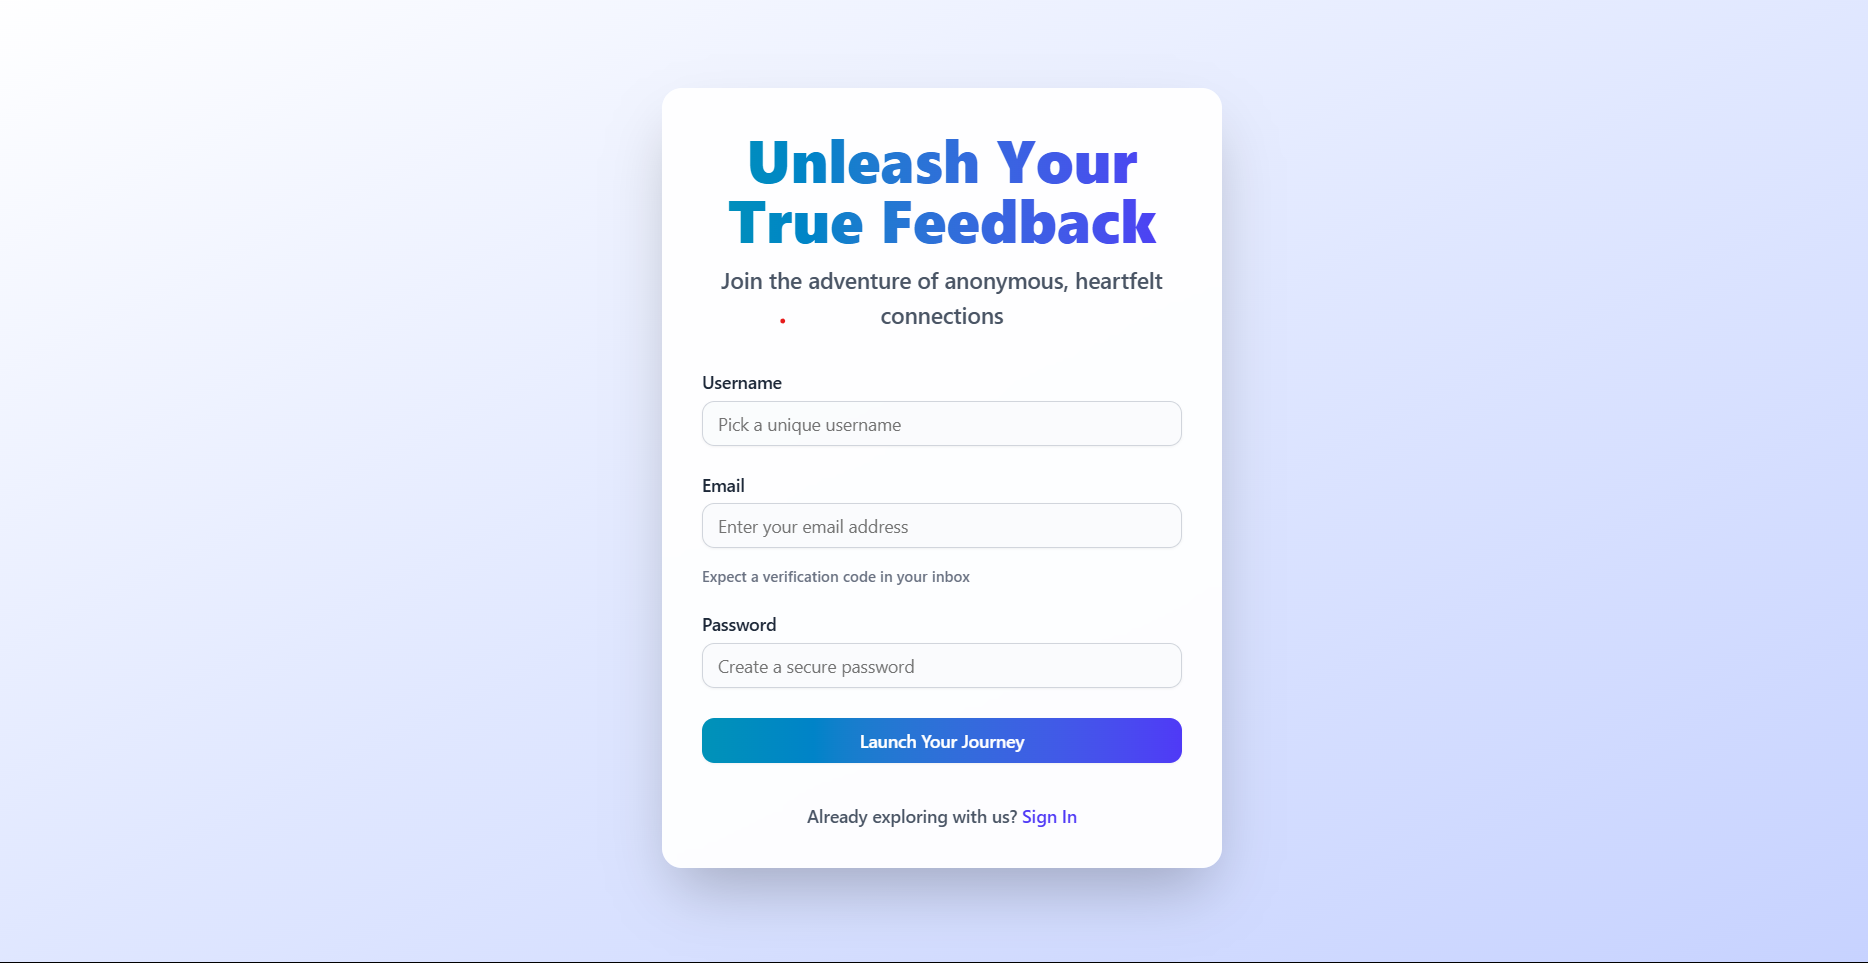 Unleash Your
True Feedback
Join the adventure of anonymous, heartfelt
connections
Username
Pick a unique username
Email
Enter your email address
Expect a verification code in your inbox
Password
Create a secure password
Launch Your Journey
Already exploring with us? Sign In